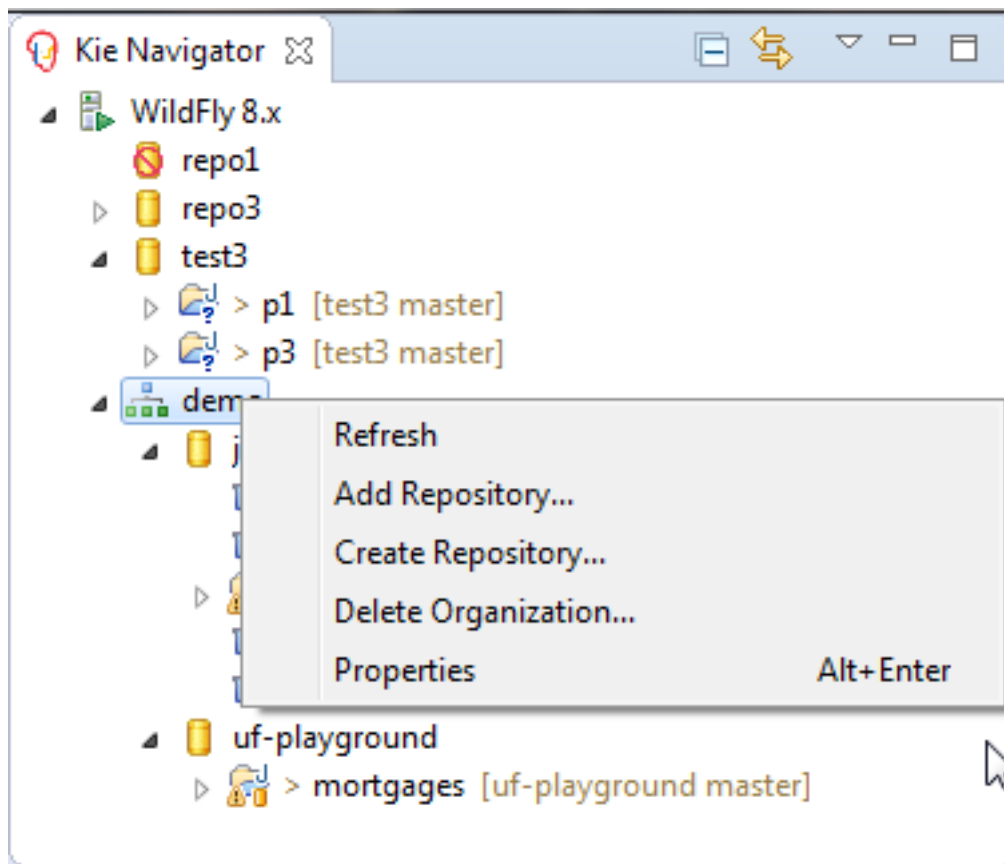 Kie Navigator
WildFly 8.x
repo1
repo3
test3
> p1 [test3 master]
> p3 [test3 master]
Refresh
Add Repository...
Create Repository...
Delete Organization...
Properties Alt+Enter
uf-playground
> mortgages [uf-playground master]